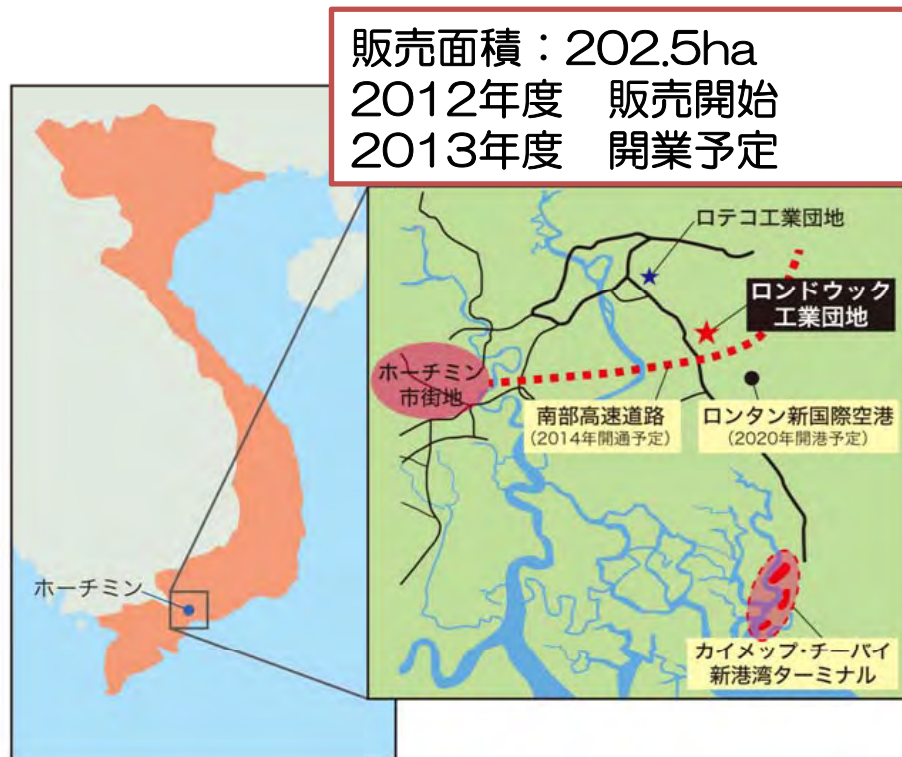 販売面積：202.5ha
2012年度　販売開始
2013年度　開業予定
ロテコ工業団地
ロンドウック
工業団地
ホーチミン
市街地
南部高速道路
（2014年開通予定）
ロンタン新国際空港
（2020年開港予定）
ホーチミン
カイメップ・チーバイ
新港湾ターミナル